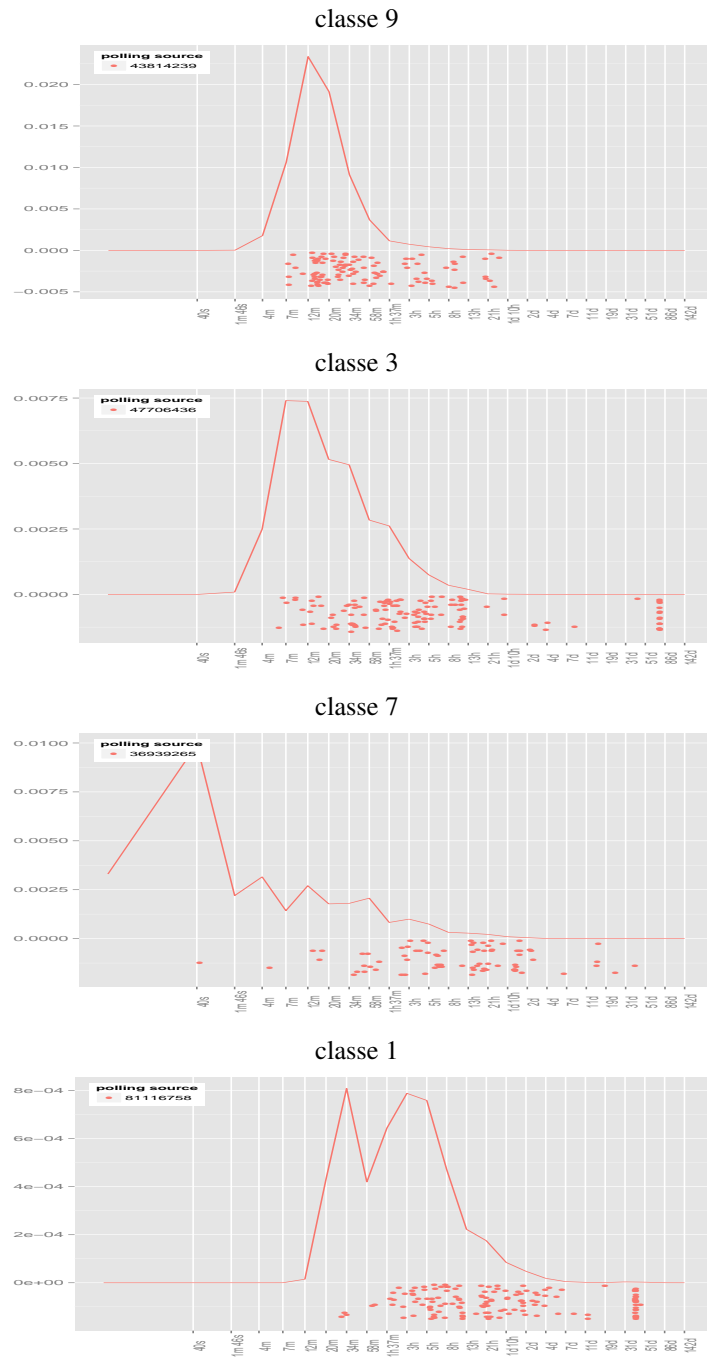 classe 9
polling source
43814239
0.020
0.015
0.010
0.005
0.000
−0.005
40s 1m 46s 4m 7m 12m 20m 34m 58m 1h 37m 3h 5h 8h 13h 21h 1d 10h 2d 4d 7d 11d 19d 31d 51d 86d 142d
classe 3
polling source
47706436
0.0075
0.0050
0.0025
0.0000
40s 1m 46s 4m 7m 12m 20m 34m 58m 1h 37m 3h 5h 8h 13h 21h 1d 10h 2d 4d 7d 11d 19d 31d 51d 86d 142d
classe 7
polling source
36939265
0.0100
0.0075
0.0050
0.0025
0.0000
40s 1m 46s 4m 7m 12m 20m 34m 58m 1h 37m 3h 5h 8h 13h 21h 1d 10h 2d 4d 7d 11d 19d 31d 51d 86d 142d
classe 1
polling source
81116758
8e−04
6e−04
4e−04
2e−04
0e+00
40s 1m 46s 4m 7m 12m 20m 34m 58m 1h 37m 3h 5h 8h 13h 21h 1d 10h 2d 4d 7d 11d 19d 31d 51d 86d 142d